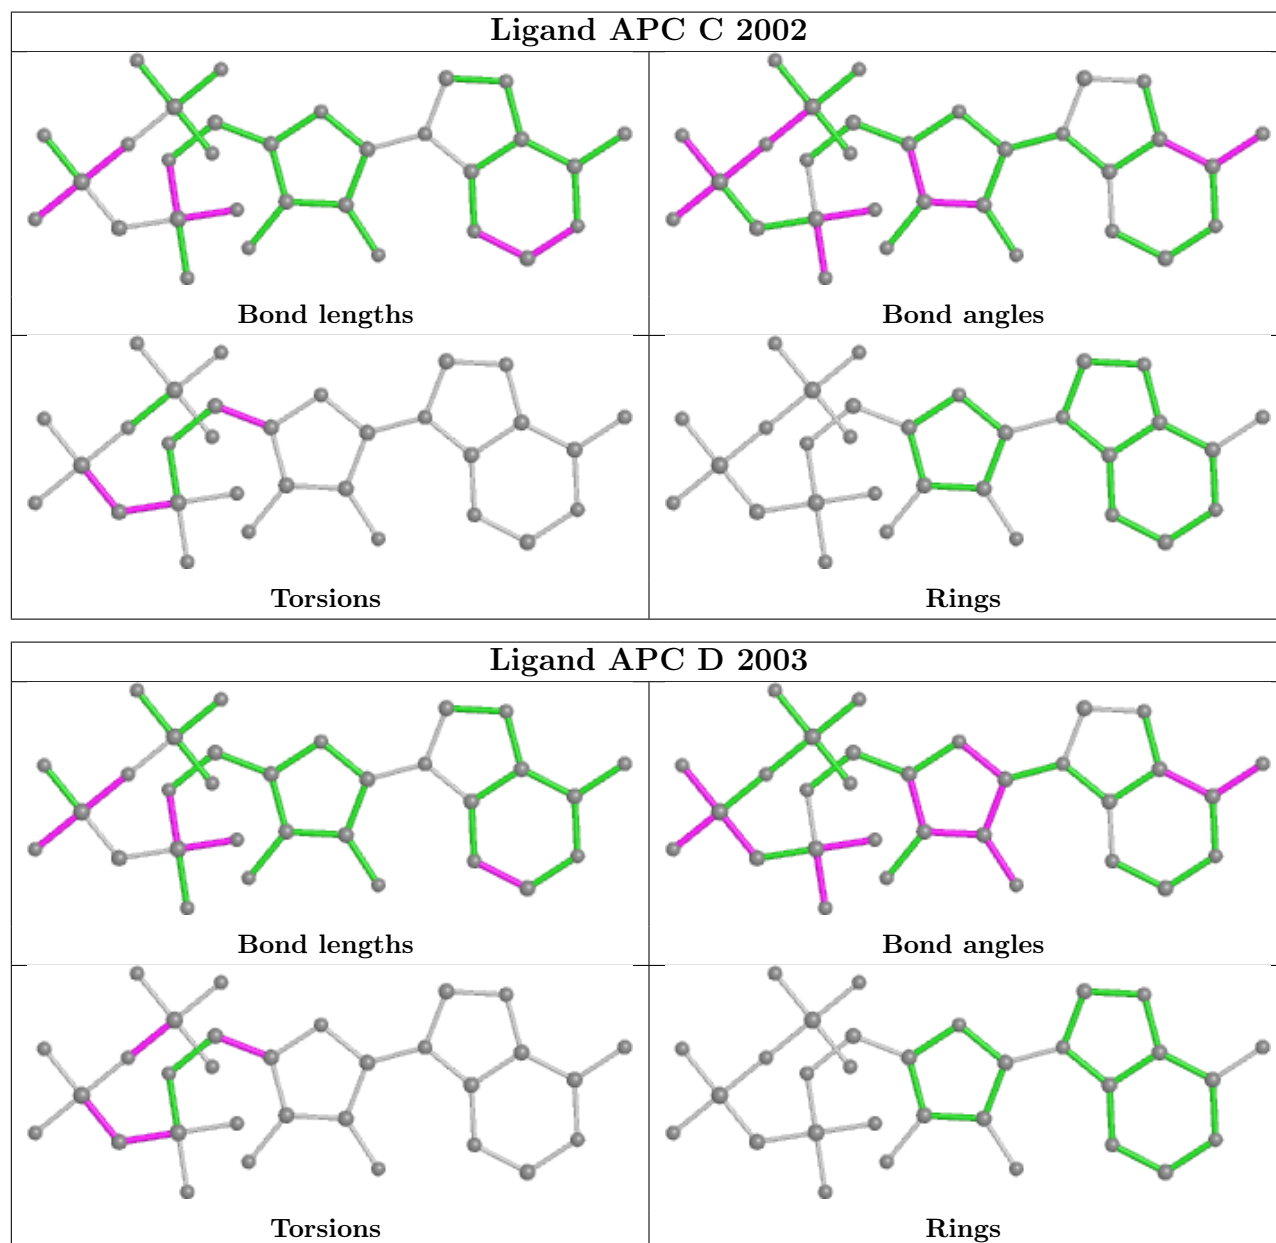 Ligand APC C 2002
Bond lengths
Bond angles
Torsions
Rings
Ligand APC D 2003
Bond lengths
Bond angles
Torsions
Rings